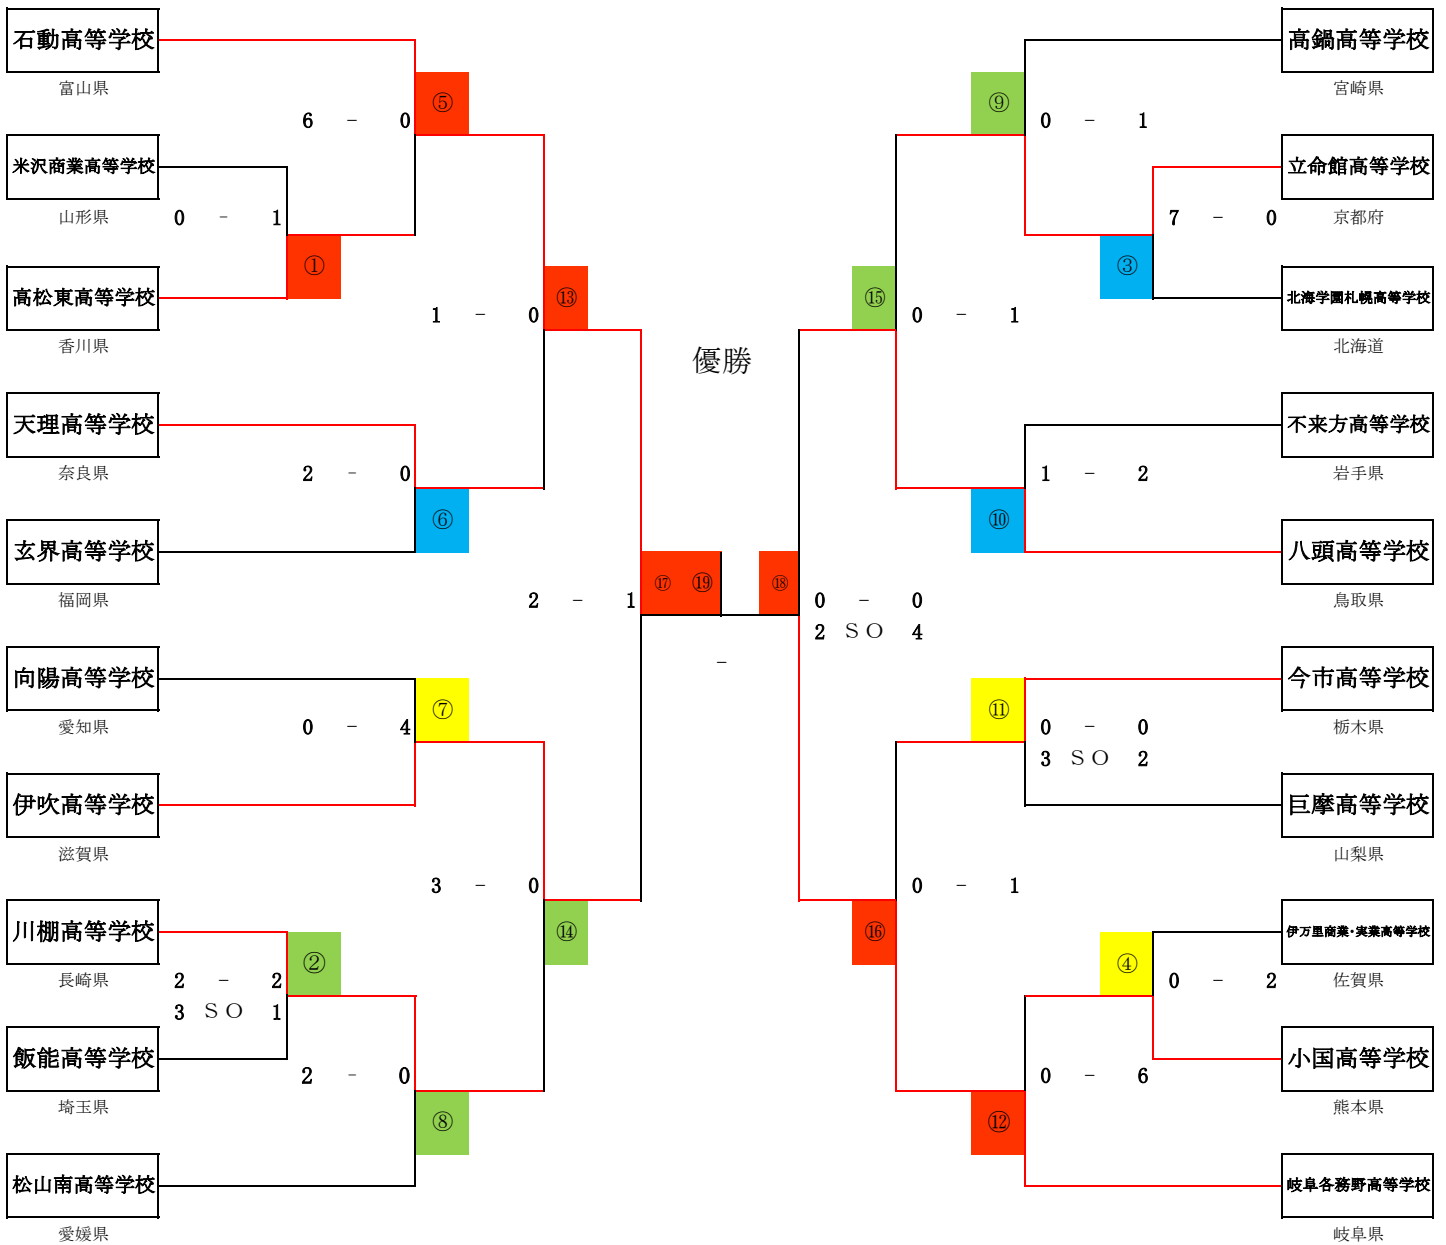 石動高等学校
富山県
6 - 0
⑤
米沢商業高等学校
山形県
0 - 1
①
高松東高等学校
香川県
1 - 0
⑬
天理高等学校
奈良県
2 - 0
⑥
玄界高等学校
福岡県
2 - 1
⑰ ⑲
向陽高等学校
愛知県
0 - 4
⑦
伊吹高等学校
滋賀県
3 - 0
⑭
川棚高等学校
長崎県
2 - 2
3 ＳＯ 1
②
飯能高等学校
埼玉県
2 - 0
⑧
松山南高等学校
愛媛県
優勝
-
高鍋高等学校
宮崎県
⑨
0 - 1
立命館高等学校
京都府
7 - 0
③
北海学園札幌高等学校
北海道
⑮
0 - 1
不来方高等学校
岩手県
1 - 2
⑩
八頭高等学校
鳥取県
⑱
0 - 0
2 ＳＯ 4
今市高等学校
栃木県
⑪
0 - 0
3 ＳＯ 2
巨摩高等学校
山梨県
0 - 1
⑯
伊万里商業･実業高等学校
佐賀県
④
0 - 2
小国高等学校
熊本県
0 - 6
⑫
岐阜各務野高等学校
岐阜県